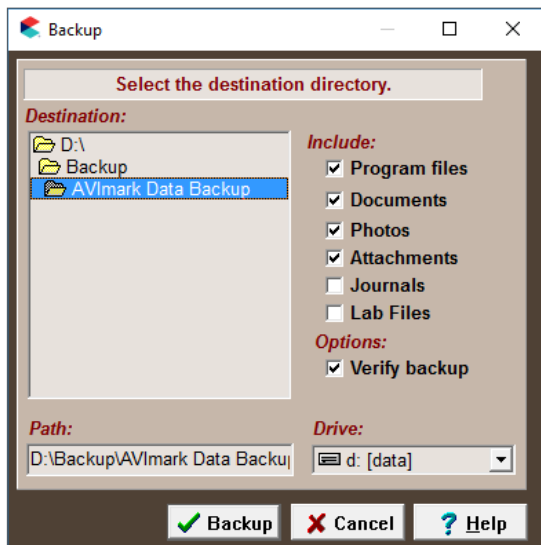 Backup
Select the destination directory.
Destination:
D:\
Backup
AVImark Data Backup
Include:
Program files
Documents
Photos
Attachments
Journals
Lab Files
Options:
Verify backup
Path:
D:\Backup\AVImark Data Backup
Drive:
d: [data]
Backup
Cancel
Help